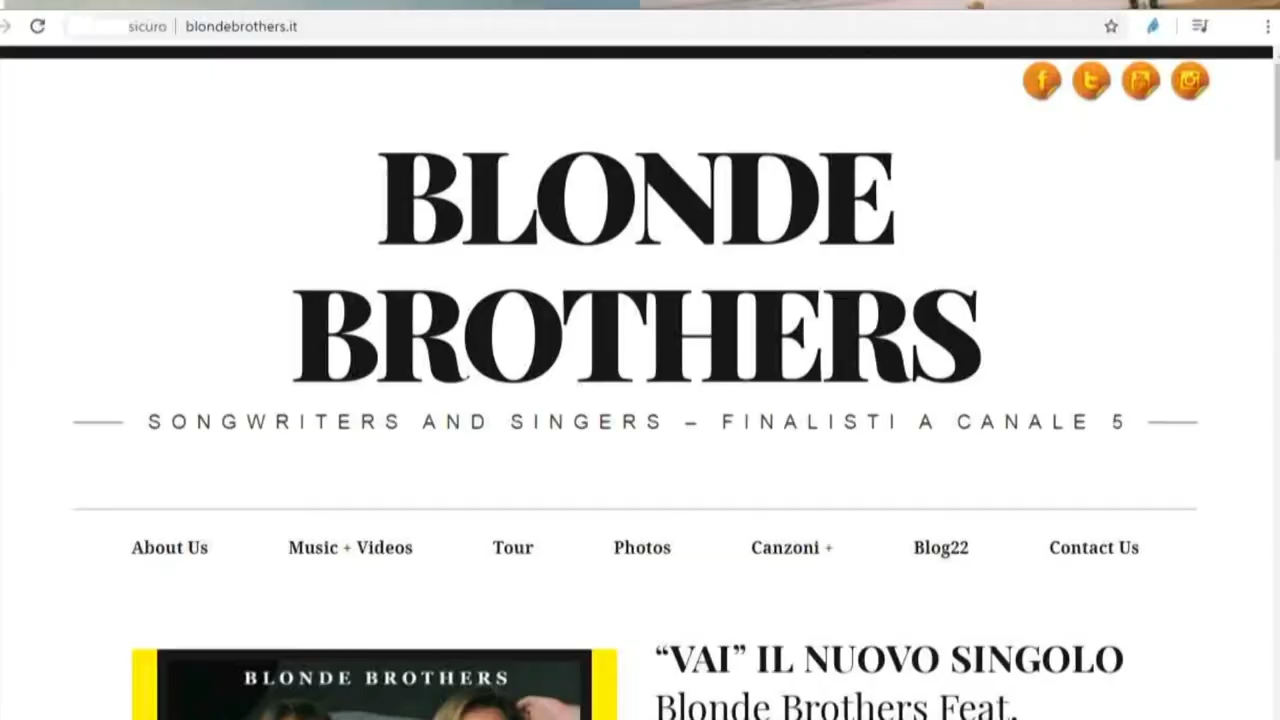 sicuro | blondebrothers.it
BLONDE
BROTHERS
SONGWRITERS AND SINGERS – FINALISTI A CANALE 5
About Us Music + Videos Tour Photos Canzoni + Blog22 Contact Us
BLONDE BROTHERS
“VAI” IL NUOVO SINGOLO
Blonde Brothers Feat.